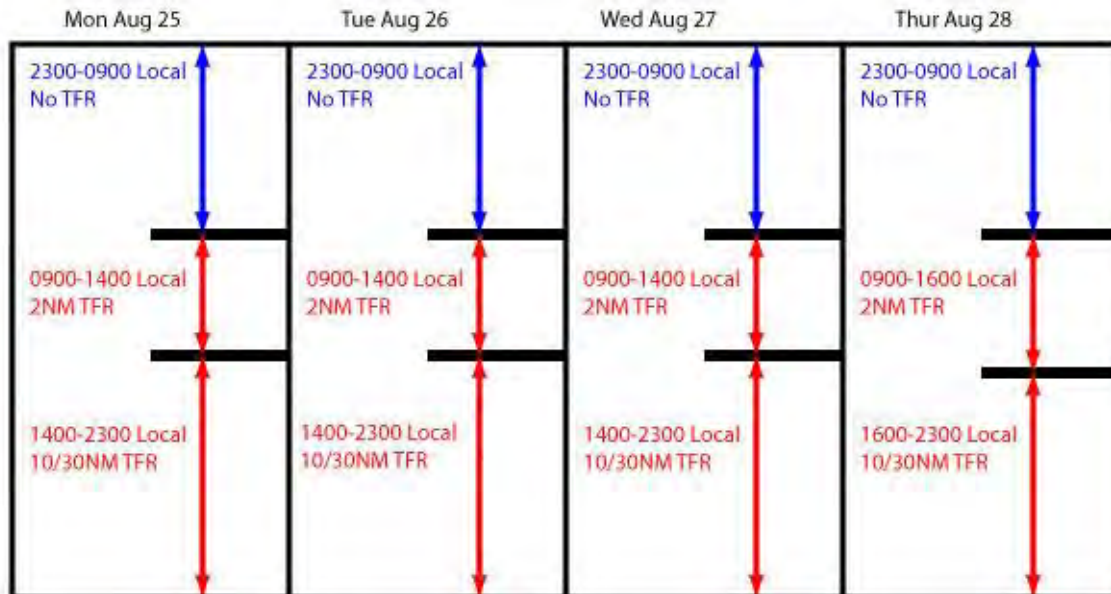 Mon Aug 25
Tue Aug 26
Wed Aug 27
Thur Aug 28
2300-0900 Local
No TFR
2300-0900 Local
No TFR
2300-0900 Local
No TFR
2300-0900 Local
No TFR
0900-1400 Local
2NM TFR
0900-1400 Local
2NM TFR
0900-1400 Local
2NM TFR
0900-1600 Local
2NM TFR
1400-2300 Local
10/30NM TFR
1400-2300 Local
10/30NM TFR
1400-2300 Local
10/30NM TFR
1600-2300 Local
10/30NM TFR